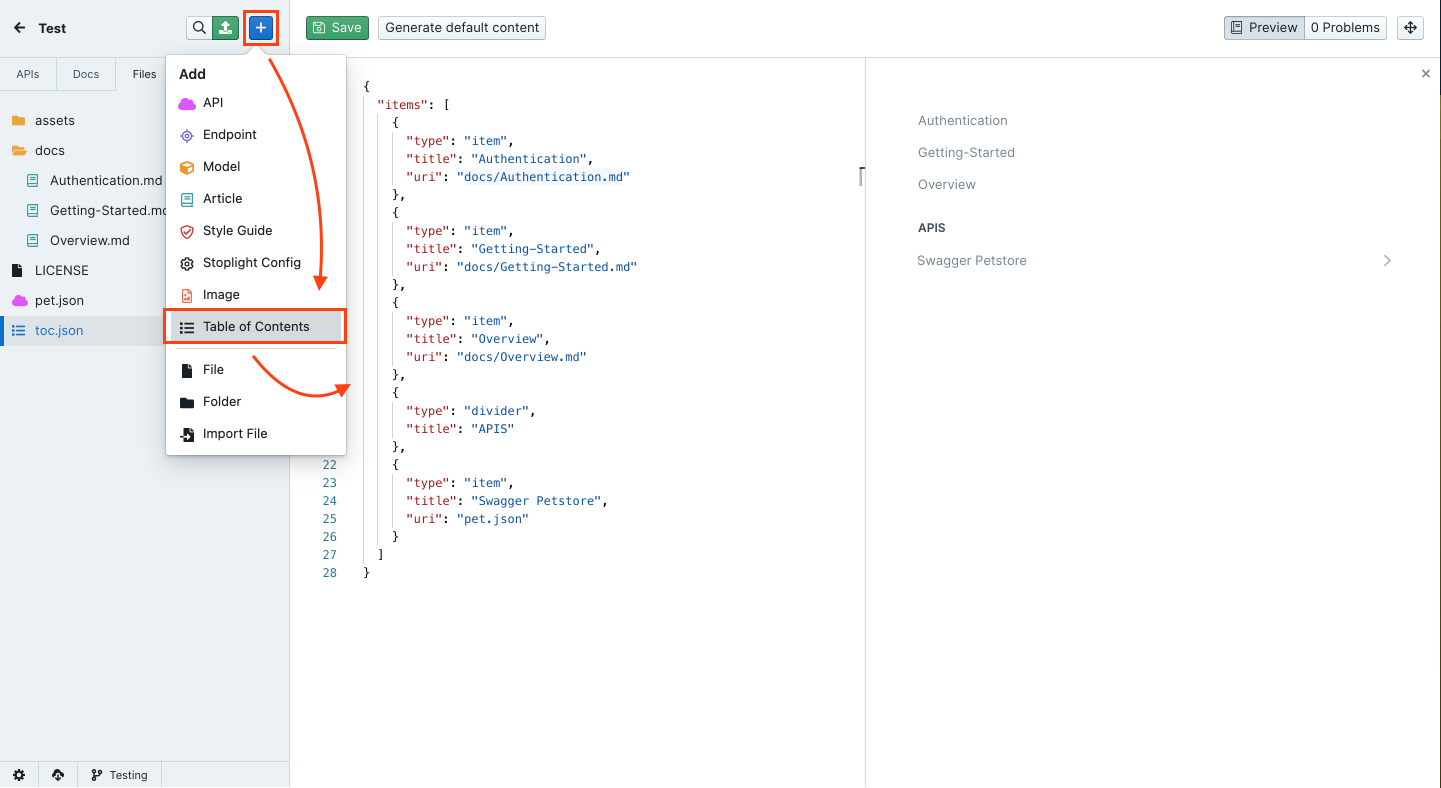 Test
Save
Generate default content
Preview
0 Problems
APIs
Docs
Files
assets
docs
Authentication.md
Getting-Started.md
Overview.md
LICENSE
pet.json
toc.json
Add
API
Endpoint
Model
Article
Style Guide
Stoplight Config
Image
Table of Contents
File
Folder
Import File
{
"items": [
{
"type": "item",
"title": "Authentication",
"uri": "docs/Authentication.md"
},
{
"type": "item",
"title": "Getting-Started",
"uri": "docs/Getting-Started.md"
},
{
"type": "item",
"title": "Overview",
"uri": "docs/Overview.md"
},
{
"type": "divider",
"title": "APIS"
},
22 {
23 "type": "item",
24 "title": "Swagger Petstore",
25 "uri": "pet.json"
26 }
27 ]
28 }
Authentication
Getting-Started
Overview
APIS
Swagger Petstore
Testing